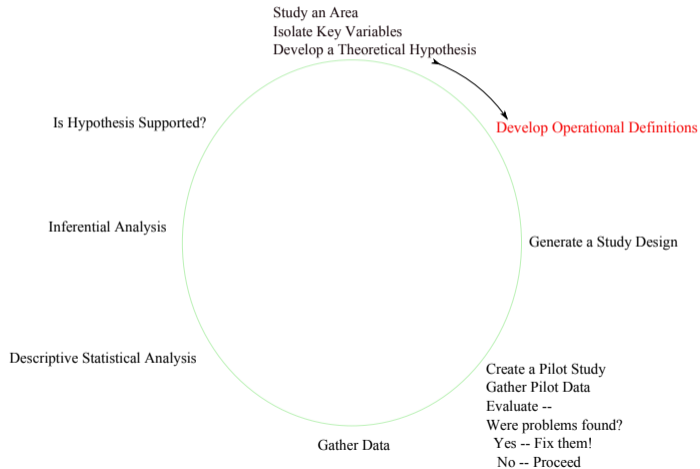 Study an Area
Isolate Key Variables
Develop a Theoretical Hypothesis
Develop Operational Definitions
Generate a Study Design
Create a Pilot Study
Gather Pilot Data
Evaluate --
Were problems found?
Yes -- Fix them!
No -- Proceed
Gather Data
Descriptive Statistical Analysis
Inferential Analysis
Is Hypothesis Supported?